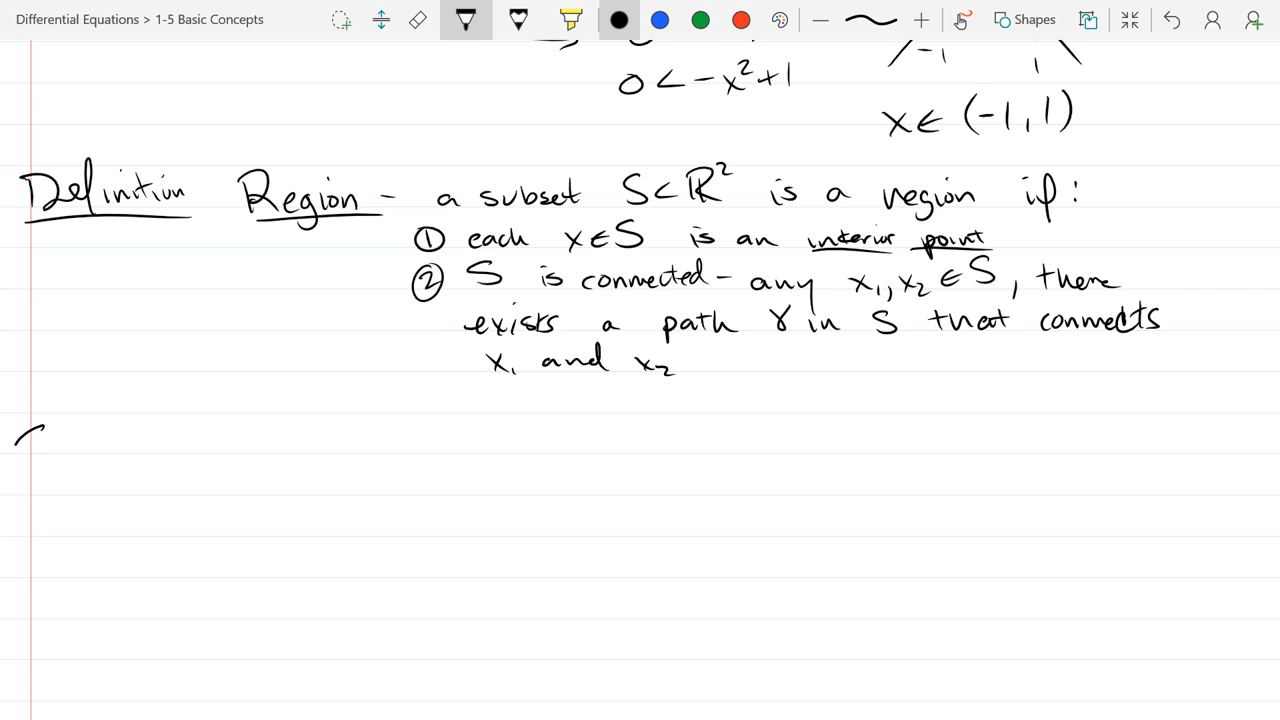 Differential Equations > 1-5 Basic Concepts
Shapes
0 < -x²+1
-1 1
x ∈ (-1, 1)
Definition Region - a subset S ⊂ ℝ² is a region if:
① each x ∈ S is an interior point
② S is connected - any x₁, x₂ ∈ S, there
exists a path γ in S that connects
x₁ and x₂